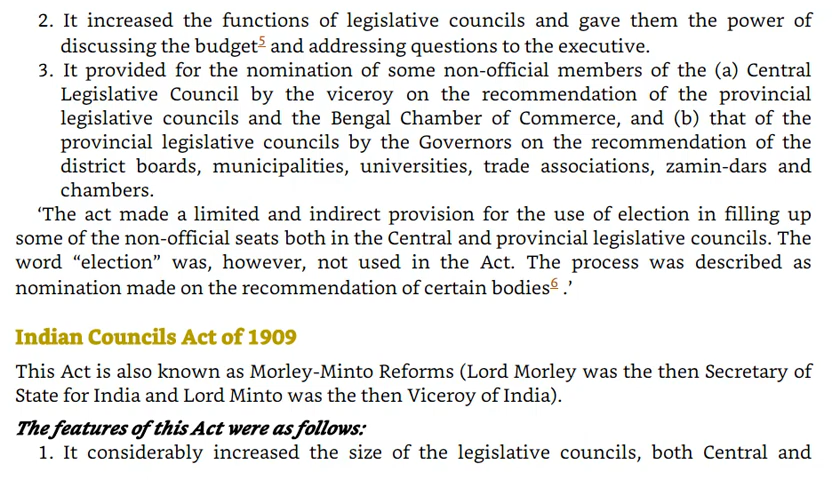 2. It increased the functions of legislative councils and gave them the power of
discussing the budget5 and addressing questions to the executive.
3. It provided for the nomination of some non-official members of the (a) Central
Legislative Council by the viceroy on the recommendation of the provincial
legislative councils and the Bengal Chamber of Commerce, and (b) that of the
provincial legislative councils by the Governors on the recommendation of the
district boards, municipalities, universities, trade associations, zamin-dars and
chambers.
‘The act made a limited and indirect provision for the use of election in filling up
some of the non-official seats both in the Central and provincial legislative councils. The
word “election” was, however, not used in the Act. The process was described as
nomination made on the recommendation of certain bodies6 .’
Indian Councils Act of 1909
This Act is also known as Morley-Minto Reforms (Lord Morley was the then Secretary of
State for India and Lord Minto was the then Viceroy of India).
The features of this Act were as follows:
1. It considerably increased the size of the legislative councils, both Central and